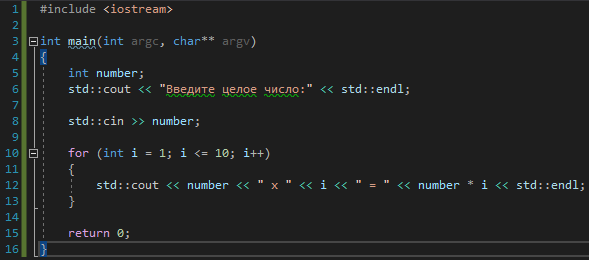 1 #include <iostream>
2
3 int main(int argc, char** argv)
4 {
5 int number;
6 std::cout << "Введите целое число:" << std::endl;
7
8 std::cin >> number;
9
10 for (int i = 1; i <= 10; i++)
11 {
12 std::cout << number << " x " << i << " = " << number * i << std::endl;
13 }
14
15 return 0;
16 }